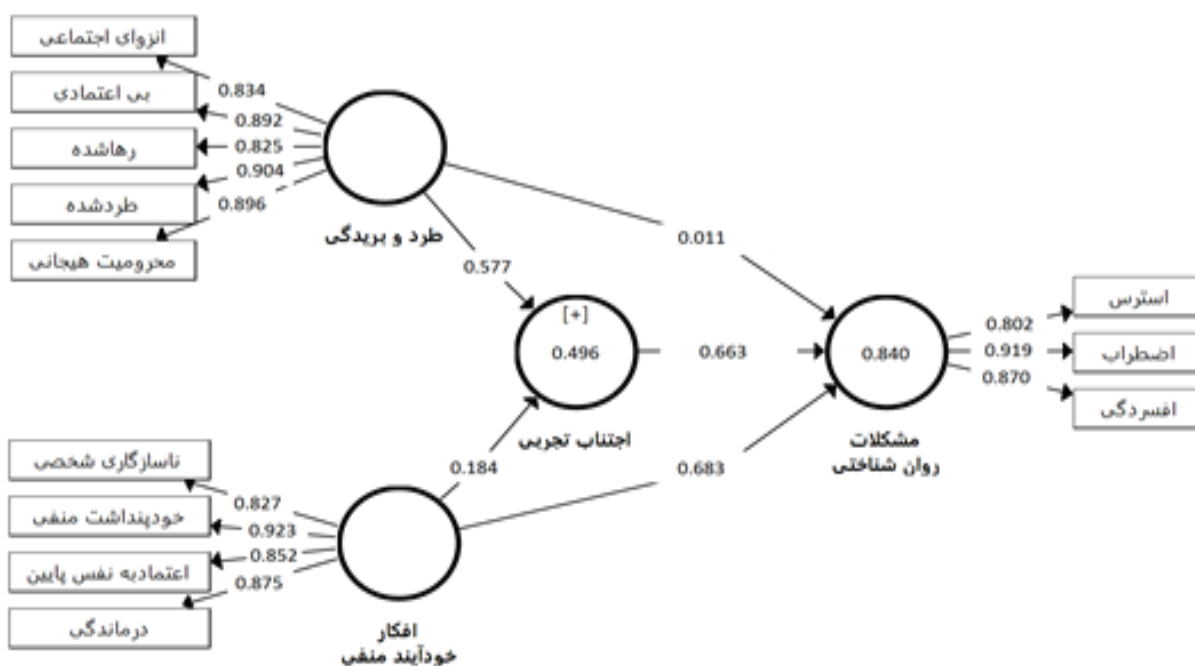 انزوای اجتماعی
بی اعتمادی
رهاشده
طردشده
محرومیت هیجانی
0.834
0.892
0.825
0.904
0.896
طرد و بریدگی
0.011
0.577
[+]
0.496
اجتناب تجربی
0.663
0.840
مشکلات
روان شناختی
0.802
0.919
0.870
استرس
اضطراب
افسردگی
0.184
0.683
ناسازگاری شخصی
خودپنداشت منفی
اعتمادبه نفس پایین
درماندگی
0.827
0.923
0.852
0.875
افکار
خودآیند منفی